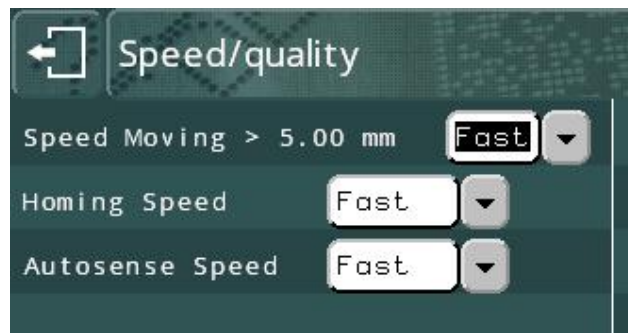 Speed/quality
Speed Moving > 5.00 mm Fast
Homing Speed Fast
Autosense Speed Fast